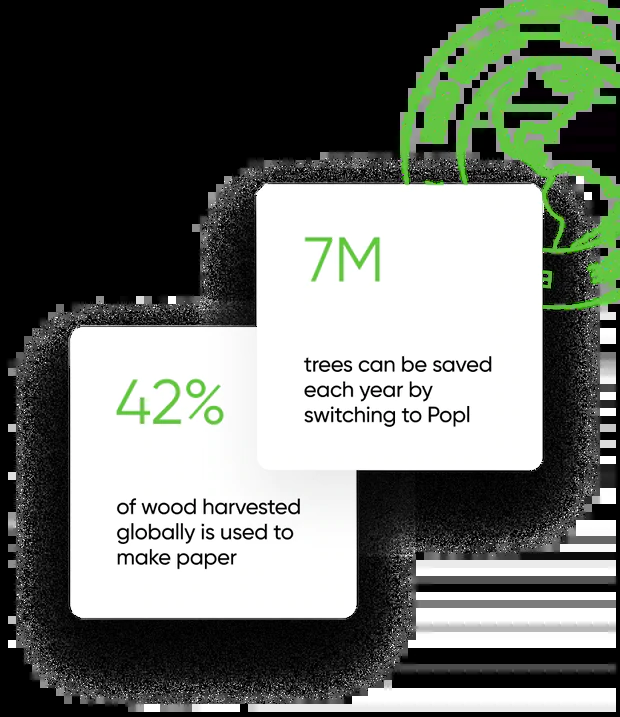 7M
trees can be saved
each year by
switching to Popl
42%
of wood harvested
globally is used to
make paper